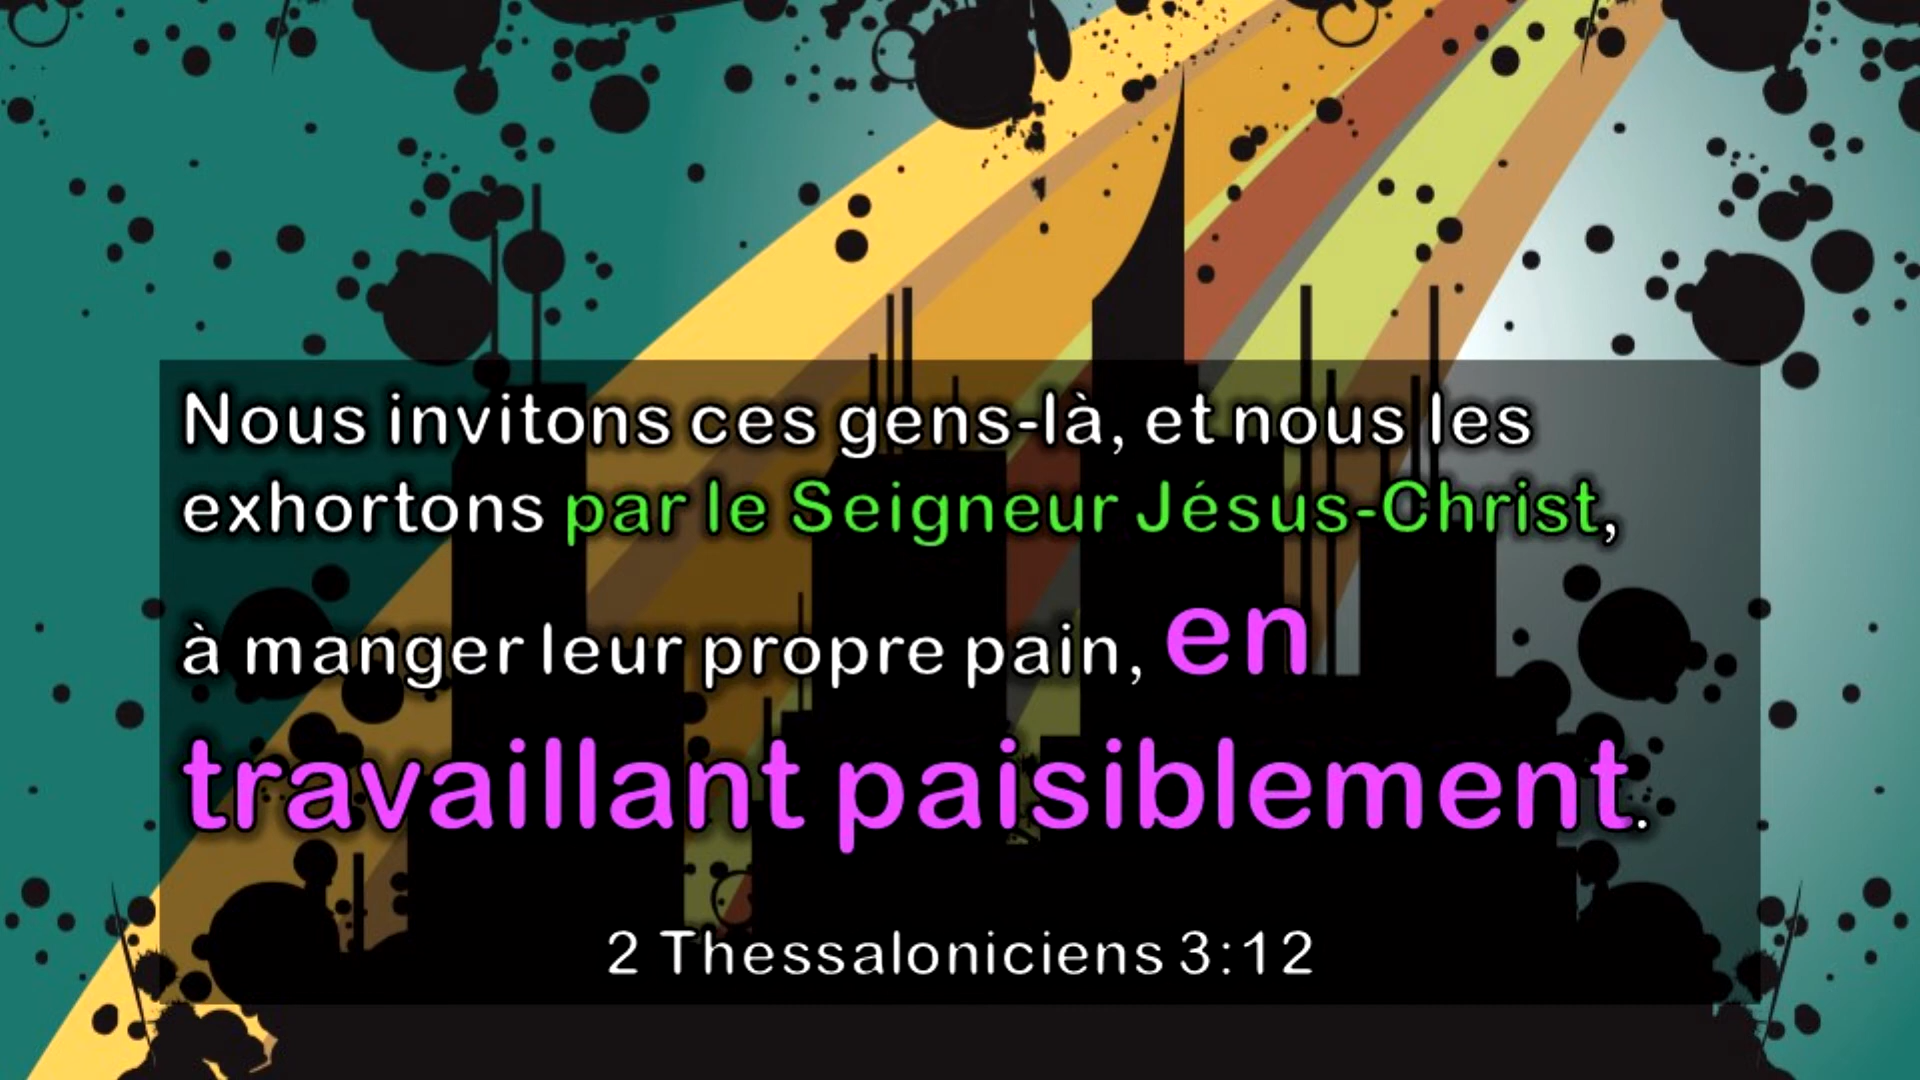 Nous invitons ces gens-là, et nous les
exhortons par le Seigneur Jésus-Christ,
à manger leur propre pain, en
travaillant paisiblement.
2 Thessaloniciens 3:12